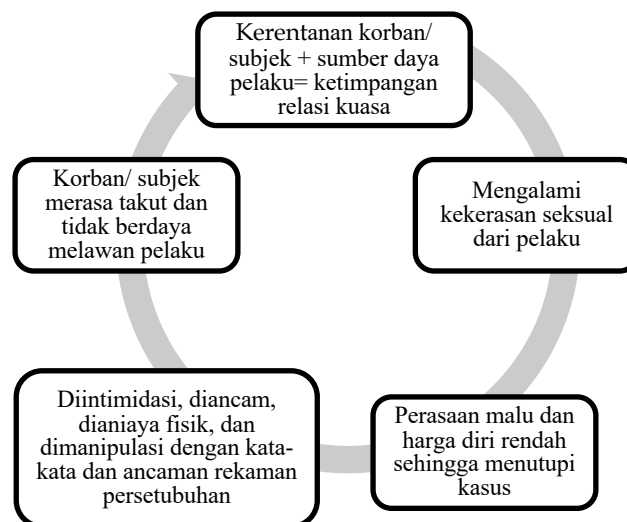 Kerentanan korban/
subjek + sumber daya
pelaku= ketimpangan
relasi kuasa
Mengalami
kekerasan seksual
dari pelaku
Perasaan malu dan
harga diri rendah
sehingga menutupi
kasus
Diintimidasi, diancam,
dianiaya fisik, dan
dimanipulasi dengan kata-
kata dan ancaman rekaman
persetubuhan
Korban/ subjek
merasa takut dan
tidak berdaya
melawan pelaku